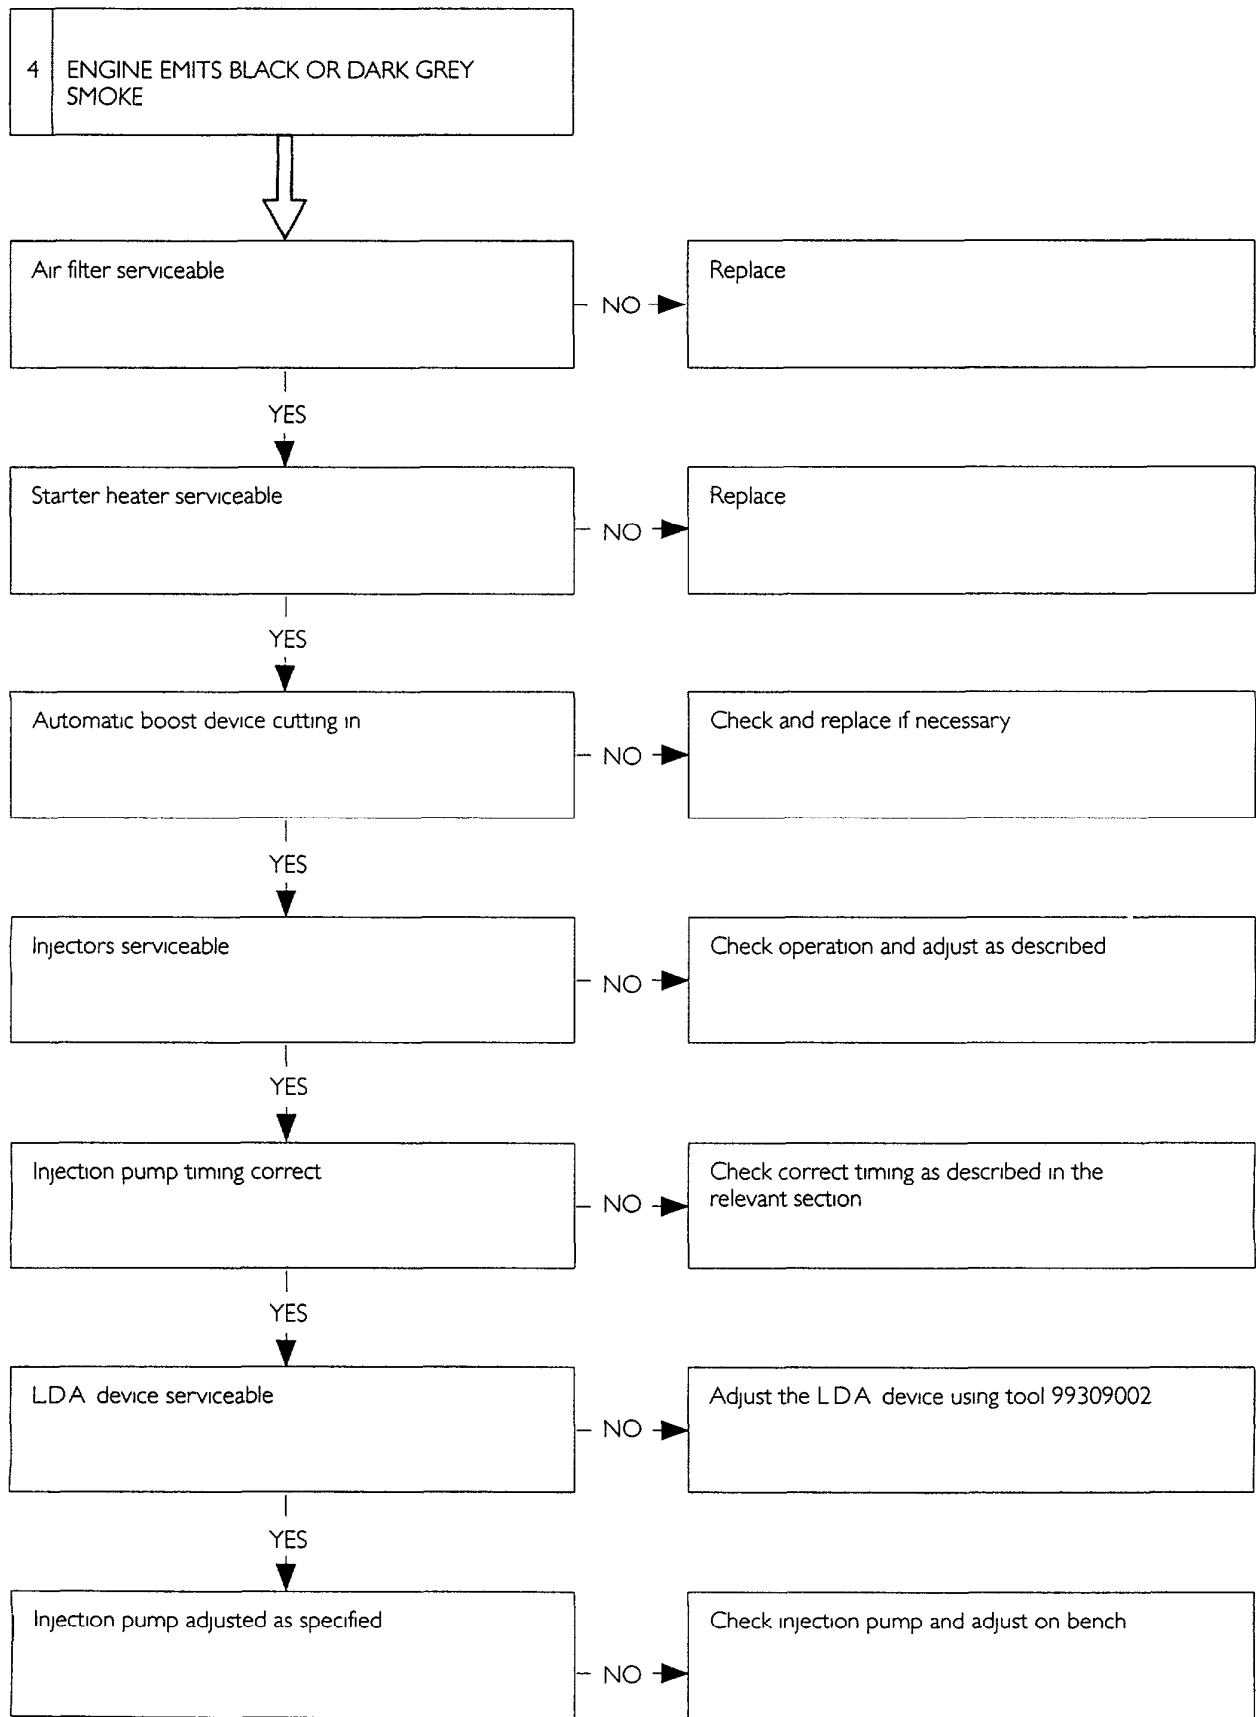 4 ENGINE EMITS BLACK OR DARK GREY
SMOKE
Air filter serviceable
NO
Replace
YES
Starter heater serviceable
NO
Replace
YES
Automatic boost device cutting in
NO
Check and replace if necessary
YES
Injectors serviceable
NO
Check operation and adjust as described
YES
Injection pump timing correct
NO
Check correct timing as described in the
relevant section
YES
L D A device serviceable
NO
Adjust the L D A device using tool 99309002
YES
Injection pump adjusted as specified
NO
Check injection pump and adjust on bench